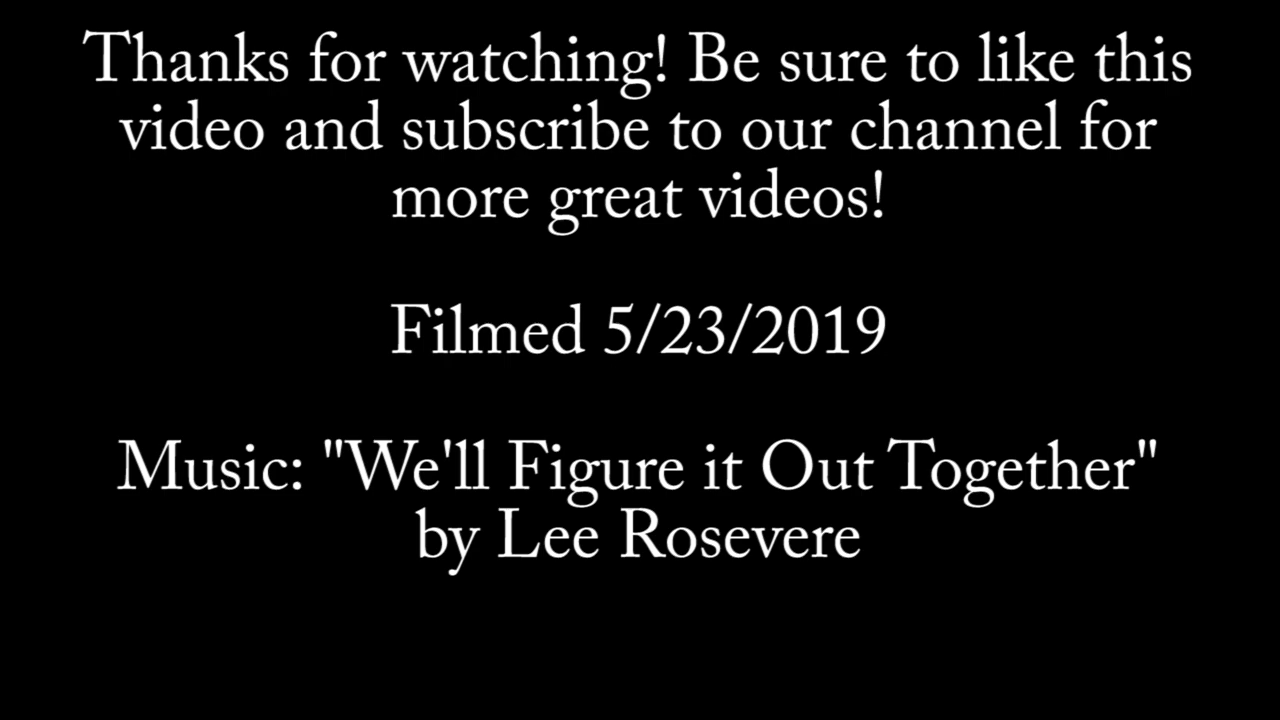 Thanks for watching! Be sure to like this
video and subscribe to our channel for
more great videos!
Filmed 5/23/2019
Music: "We'll Figure it Out Together"
by Lee Rosevere